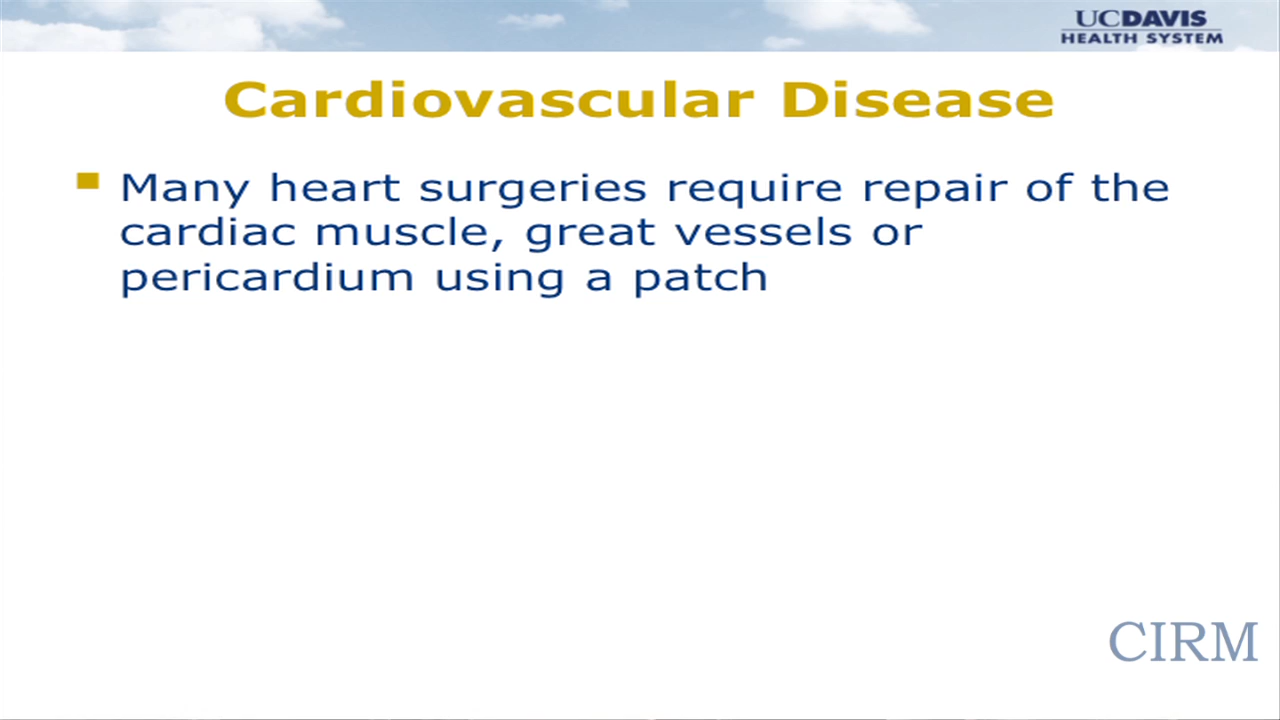 UCDAVIS
HEALTH SYSTEM
Cardiovascular Disease
Many heart surgeries require repair of the
cardiac muscle, great vessels or
pericardium using a patch
CIRM